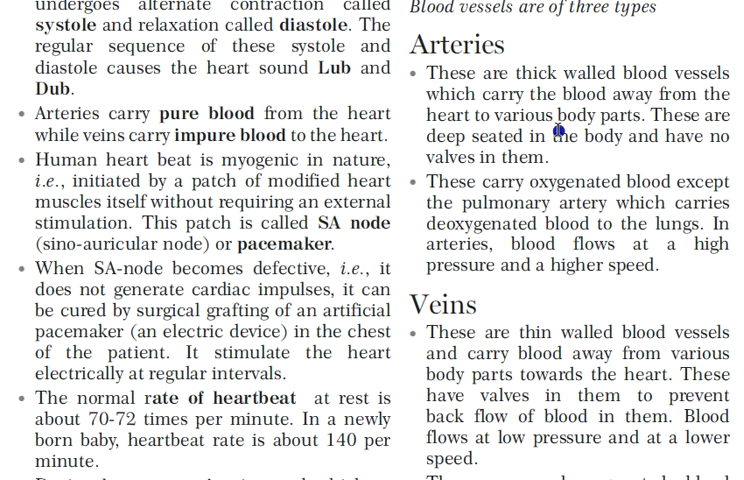 undergoes alternate contraction called
systole and relaxation called diastole. The
regular sequence of these systole and
diastole causes the heart sound Lub and
Dub.
• Arteries carry pure blood from the heart
while veins carry impure blood to the heart.
• Human heart beat is myogenic in nature,
i.e., initiated by a patch of modified heart
muscles itself without requiring an external
stimulation. This patch is called SA node
(sino-auricular node) or pacemaker.
• When SA-node becomes defective, i.e., it
does not generate cardiac impulses, it can
be cured by surgical grafting of an artificial
pacemaker (an electric device) in the chest
of the patient. It stimulate the heart
electrically at regular intervals.
• The normal rate of heartbeat at rest is
about 70-72 times per minute. In a newly
born baby, heartbeat rate is about 140 per
minute.
Blood vessels are of three types
Arteries
• These are thick walled blood vessels
which carry the blood away from the
heart to various body parts. These are
deep seated in the body and have no
valves in them.
• These carry oxygenated blood except
the pulmonary artery which carries
deoxygenated blood to the lungs. In
arteries, blood flows at a high
pressure and a higher speed.
Veins
• These are thin walled blood vessels
and carry blood away from various
body parts towards the heart. These
have valves in them to prevent
back flow of blood in them. Blood
flows at low pressure and at a lower
speed.